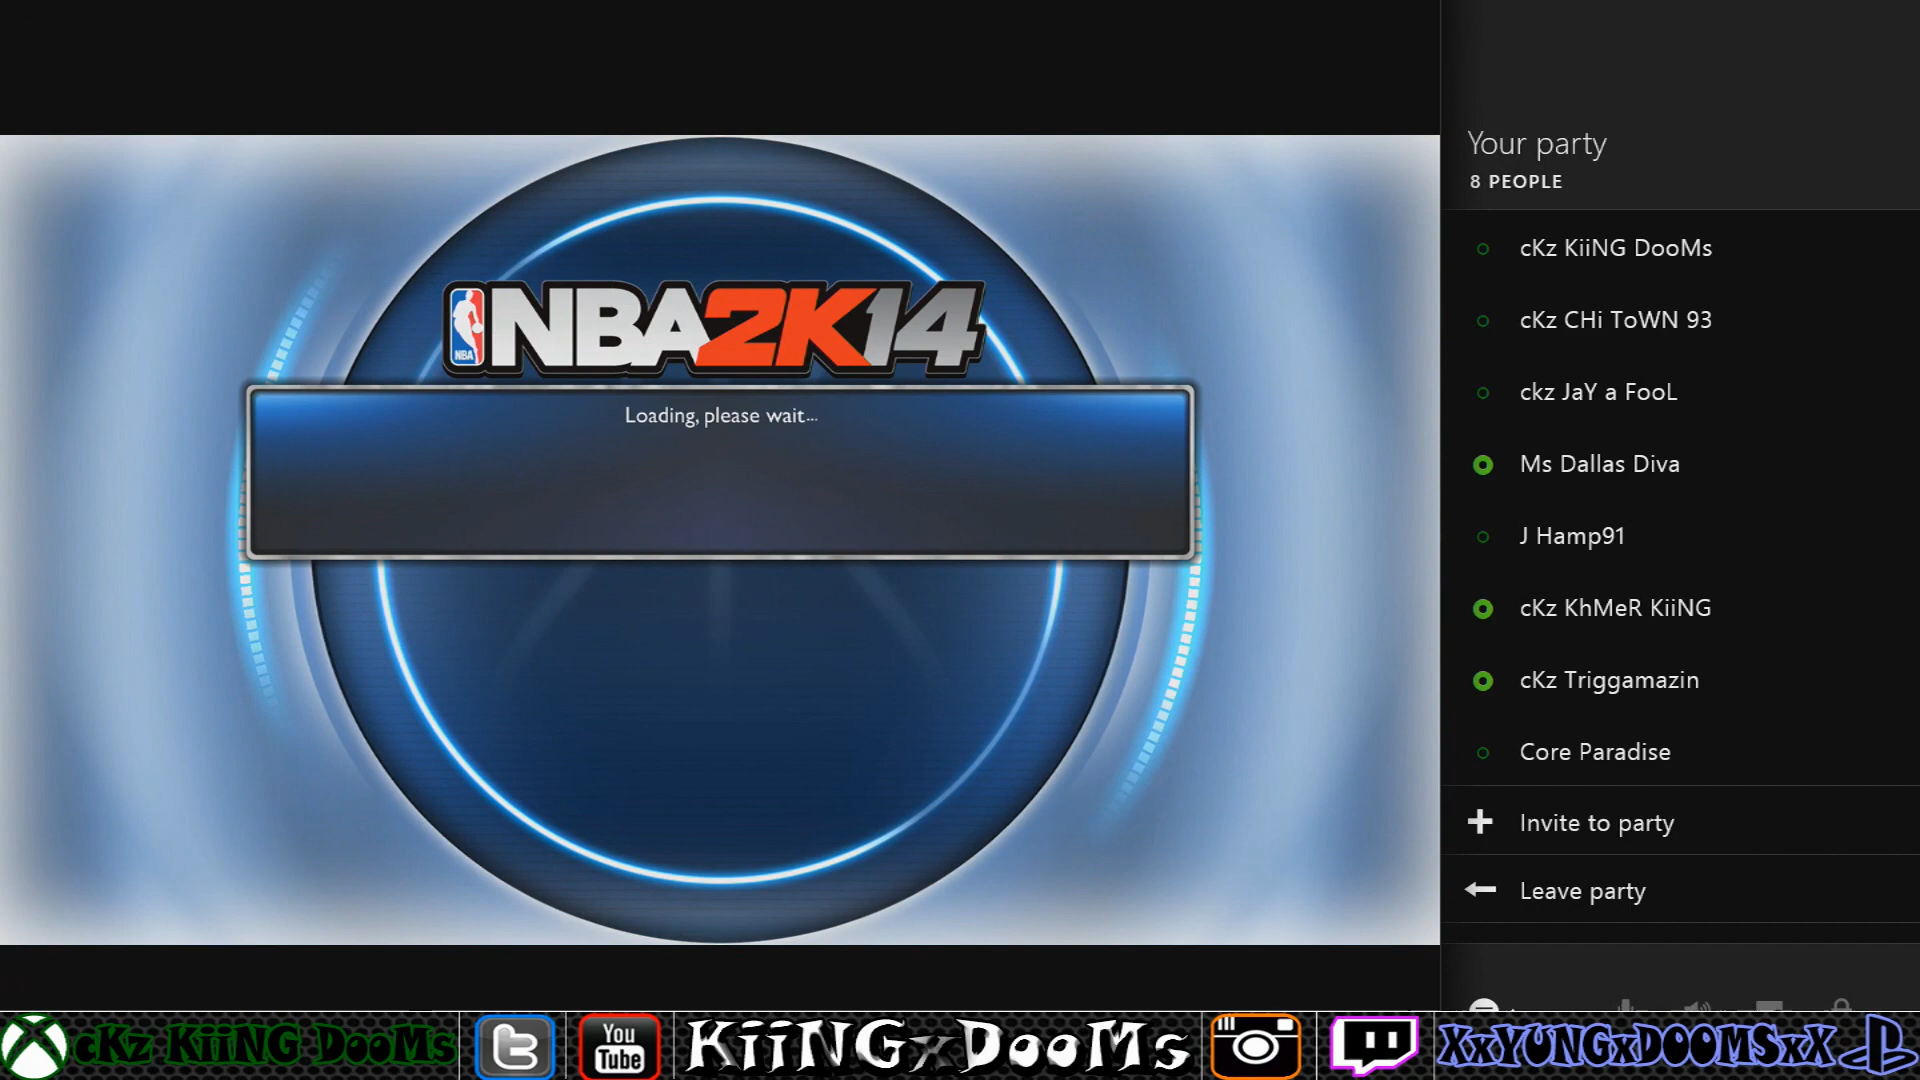 NBA 2K14
NBA
Loading, please wait...
Your party
8 PEOPLE
cKz KiiNG DooMs
cKz CHi ToWN 93
ckz JaY a FooL
Ms Dallas Diva
J Hamp91
cKz KhMeR KiiNG
cKz Triggamazin
Core Paradise
Invite to party
Leave party
cKz KiiNG DooMs
You
Tube
KiiNGxDooMs
XxYUNGxDOOMSxX